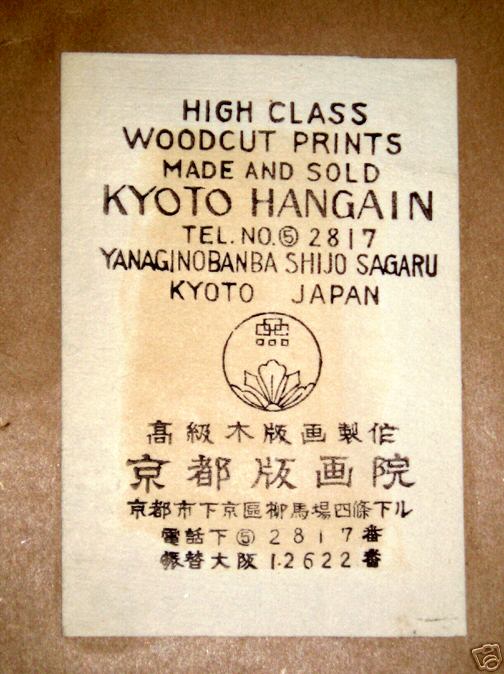 HIGH CLASS
WOODCUT PRINTS
MADE AND SOLD
KYOTO HANGAIN
TEL. NO.⑤ 2817
YANAGINOBANBA SHIJO SAGARU
KYOTO JAPAN
高級木版画製作
京都版画院
京都市下京區柳馬場四條下ル
電話下⑤2817番
振替大阪12622番